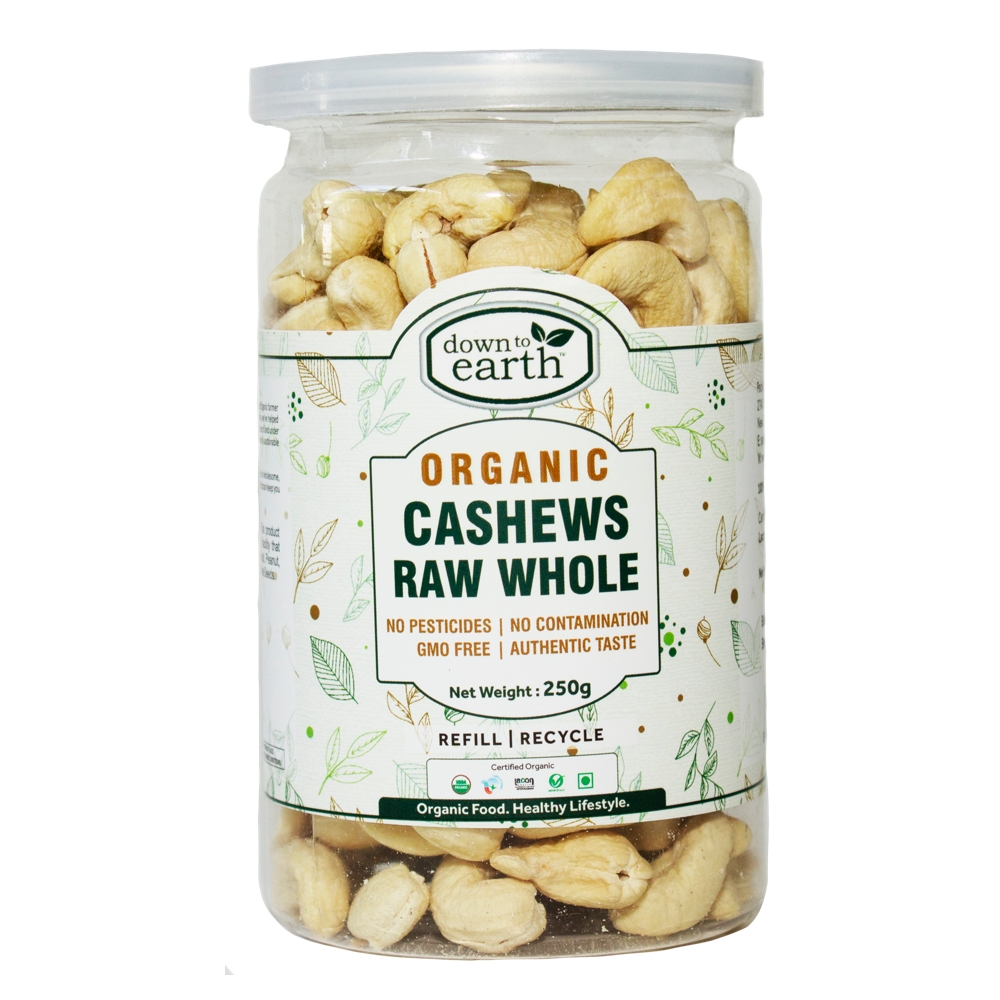 down to
earth
ORGANIC
CASHEWS
RAW WHOLE
NO PESTICIDES | NO CONTAMINATION
GMO FREE | AUTHENTIC TASTE
Net Weight : 250g
REFILL | RECYCLE
Certified Organic
Organic Food. Healthy Lifestyle.